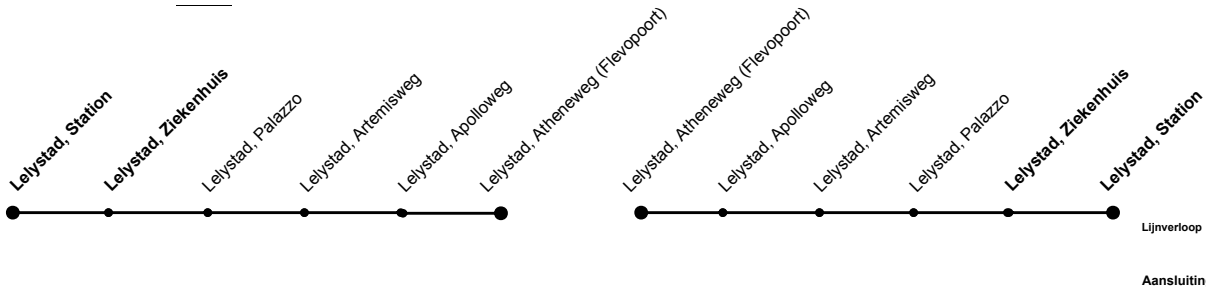 Lelystad, Station
Lelystad, Ziekenhuis
Lelystad, Palazzo
Lelystad, Artemisweg
Lelystad, Apolloweg
Lelystad, Atheneweg (Flevopoort)
Lelystad, Atheneweg (Flevopoort)
Lelystad, Apolloweg
Lelystad, Artemisweg
Lelystad, Palazzo
Lelystad, Ziekenhuis
Lelystad, Station
Lijnverloop
Aansluitin